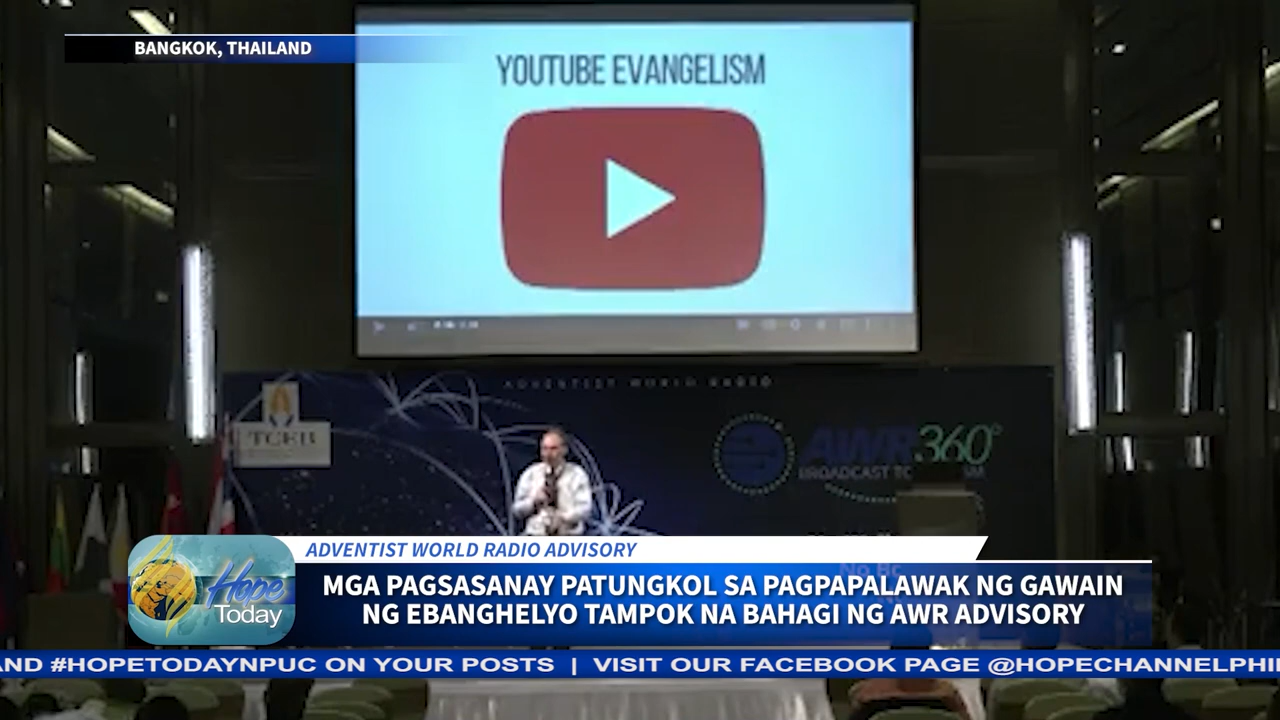 BANGKOK, THAILAND
YOUTUBE EVANGELISM
ADVENTIST WORLD RADIO
TCEB
AWR360°
BROADCAST TO
ADVENTIST WORLD RADIO ADVISORY
Hope
Today
MGA PAGSASANAY PATUNGKOL SA PAGPAPALAWAK NG GAWAIN
NG EBANGHELYO TAMPOK NA BAHAGI NG AWR ADVISORY
AND #HOPETODAYNPUC ON YOUR POSTS | VISIT OUR FACEBOOK PAGE @HOPECHANNELPHI